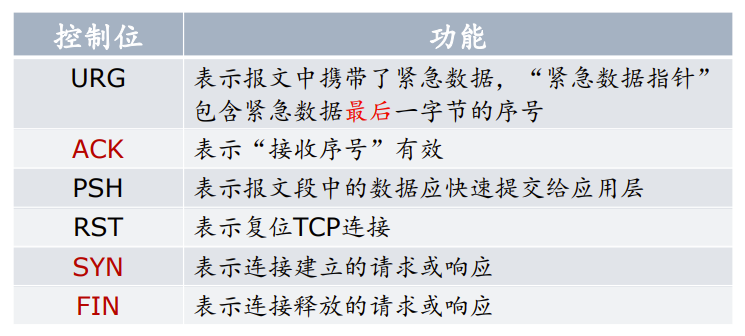 控制位 功能
URG 表示报文中携带了紧急数据，“紧急数据指针”
包含紧急数据最后一字节的序号
ACK 表示“接收序号”有效
PSH 表示报文段中的数据应快速提交给应用层
RST 表示复位TCP连接
SYN 表示连接建立的请求或响应
FIN 表示连接释放的请求或响应